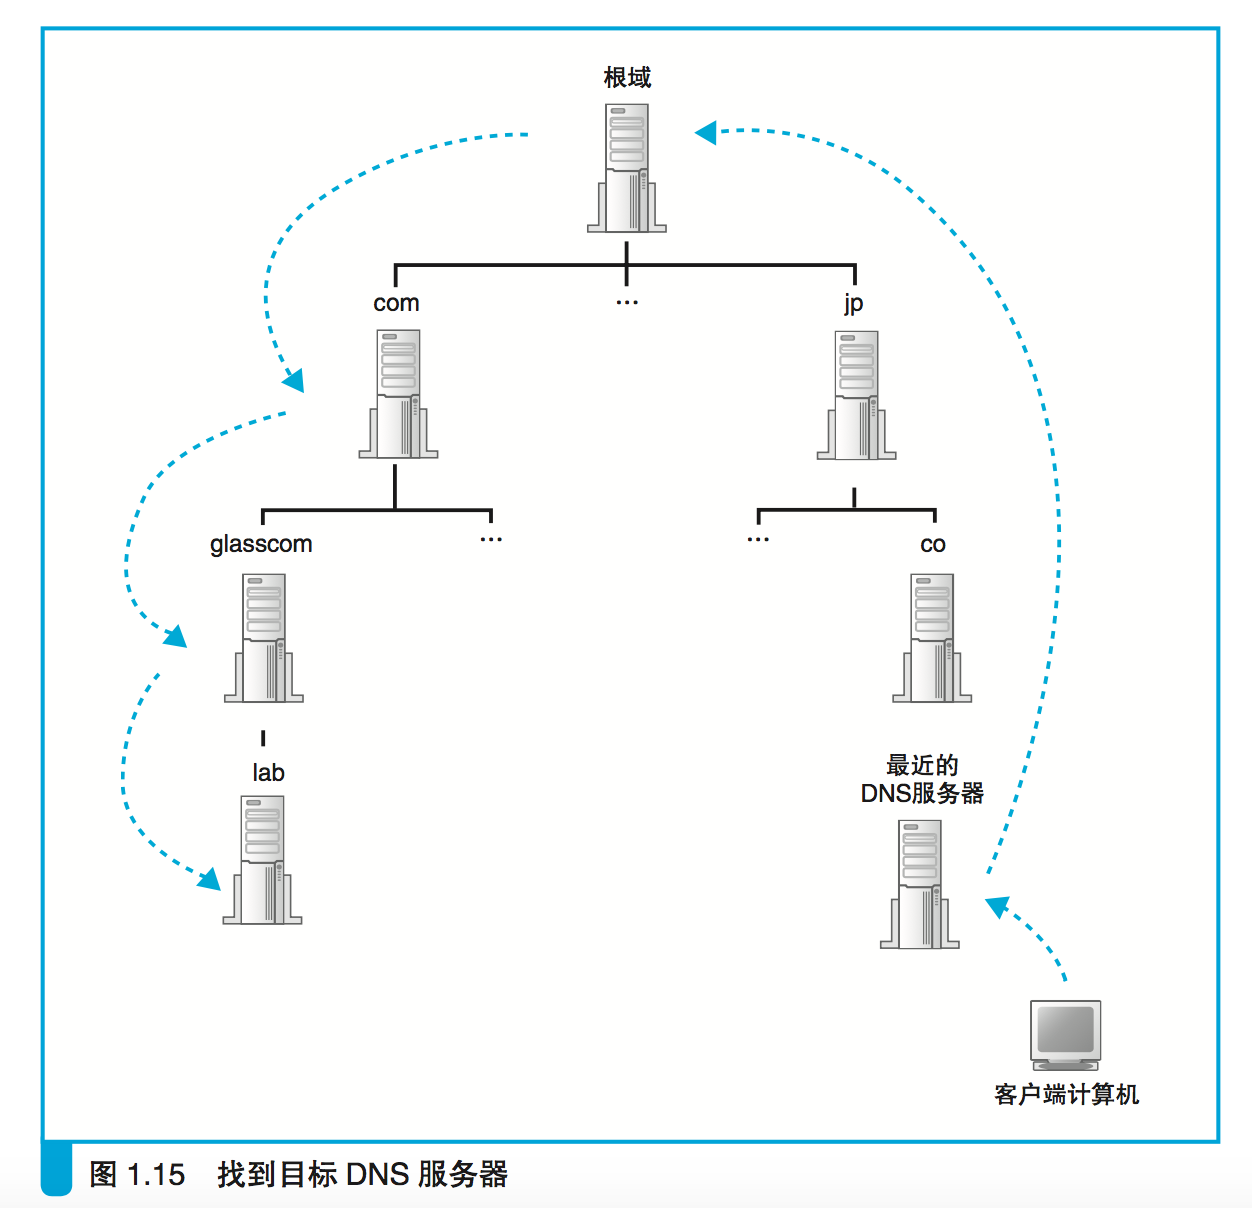 根域
com
...
jp
glasscom
...
...
co
lab
最近的
DNS服务器
客户端计算机
图 1.15 找到目标 DNS 服务器